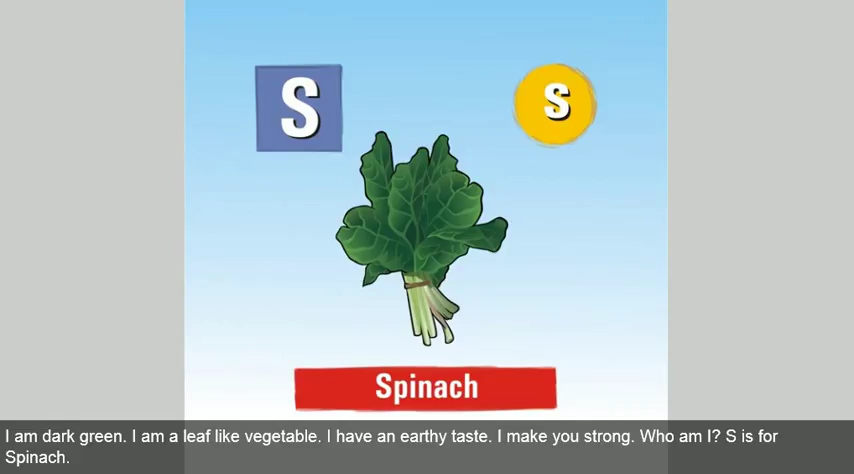 S
S
Spinach
I am dark green. I am a leaf like vegetable. I have an earthy taste. I make you strong. Who am I? S is for
Spinach.